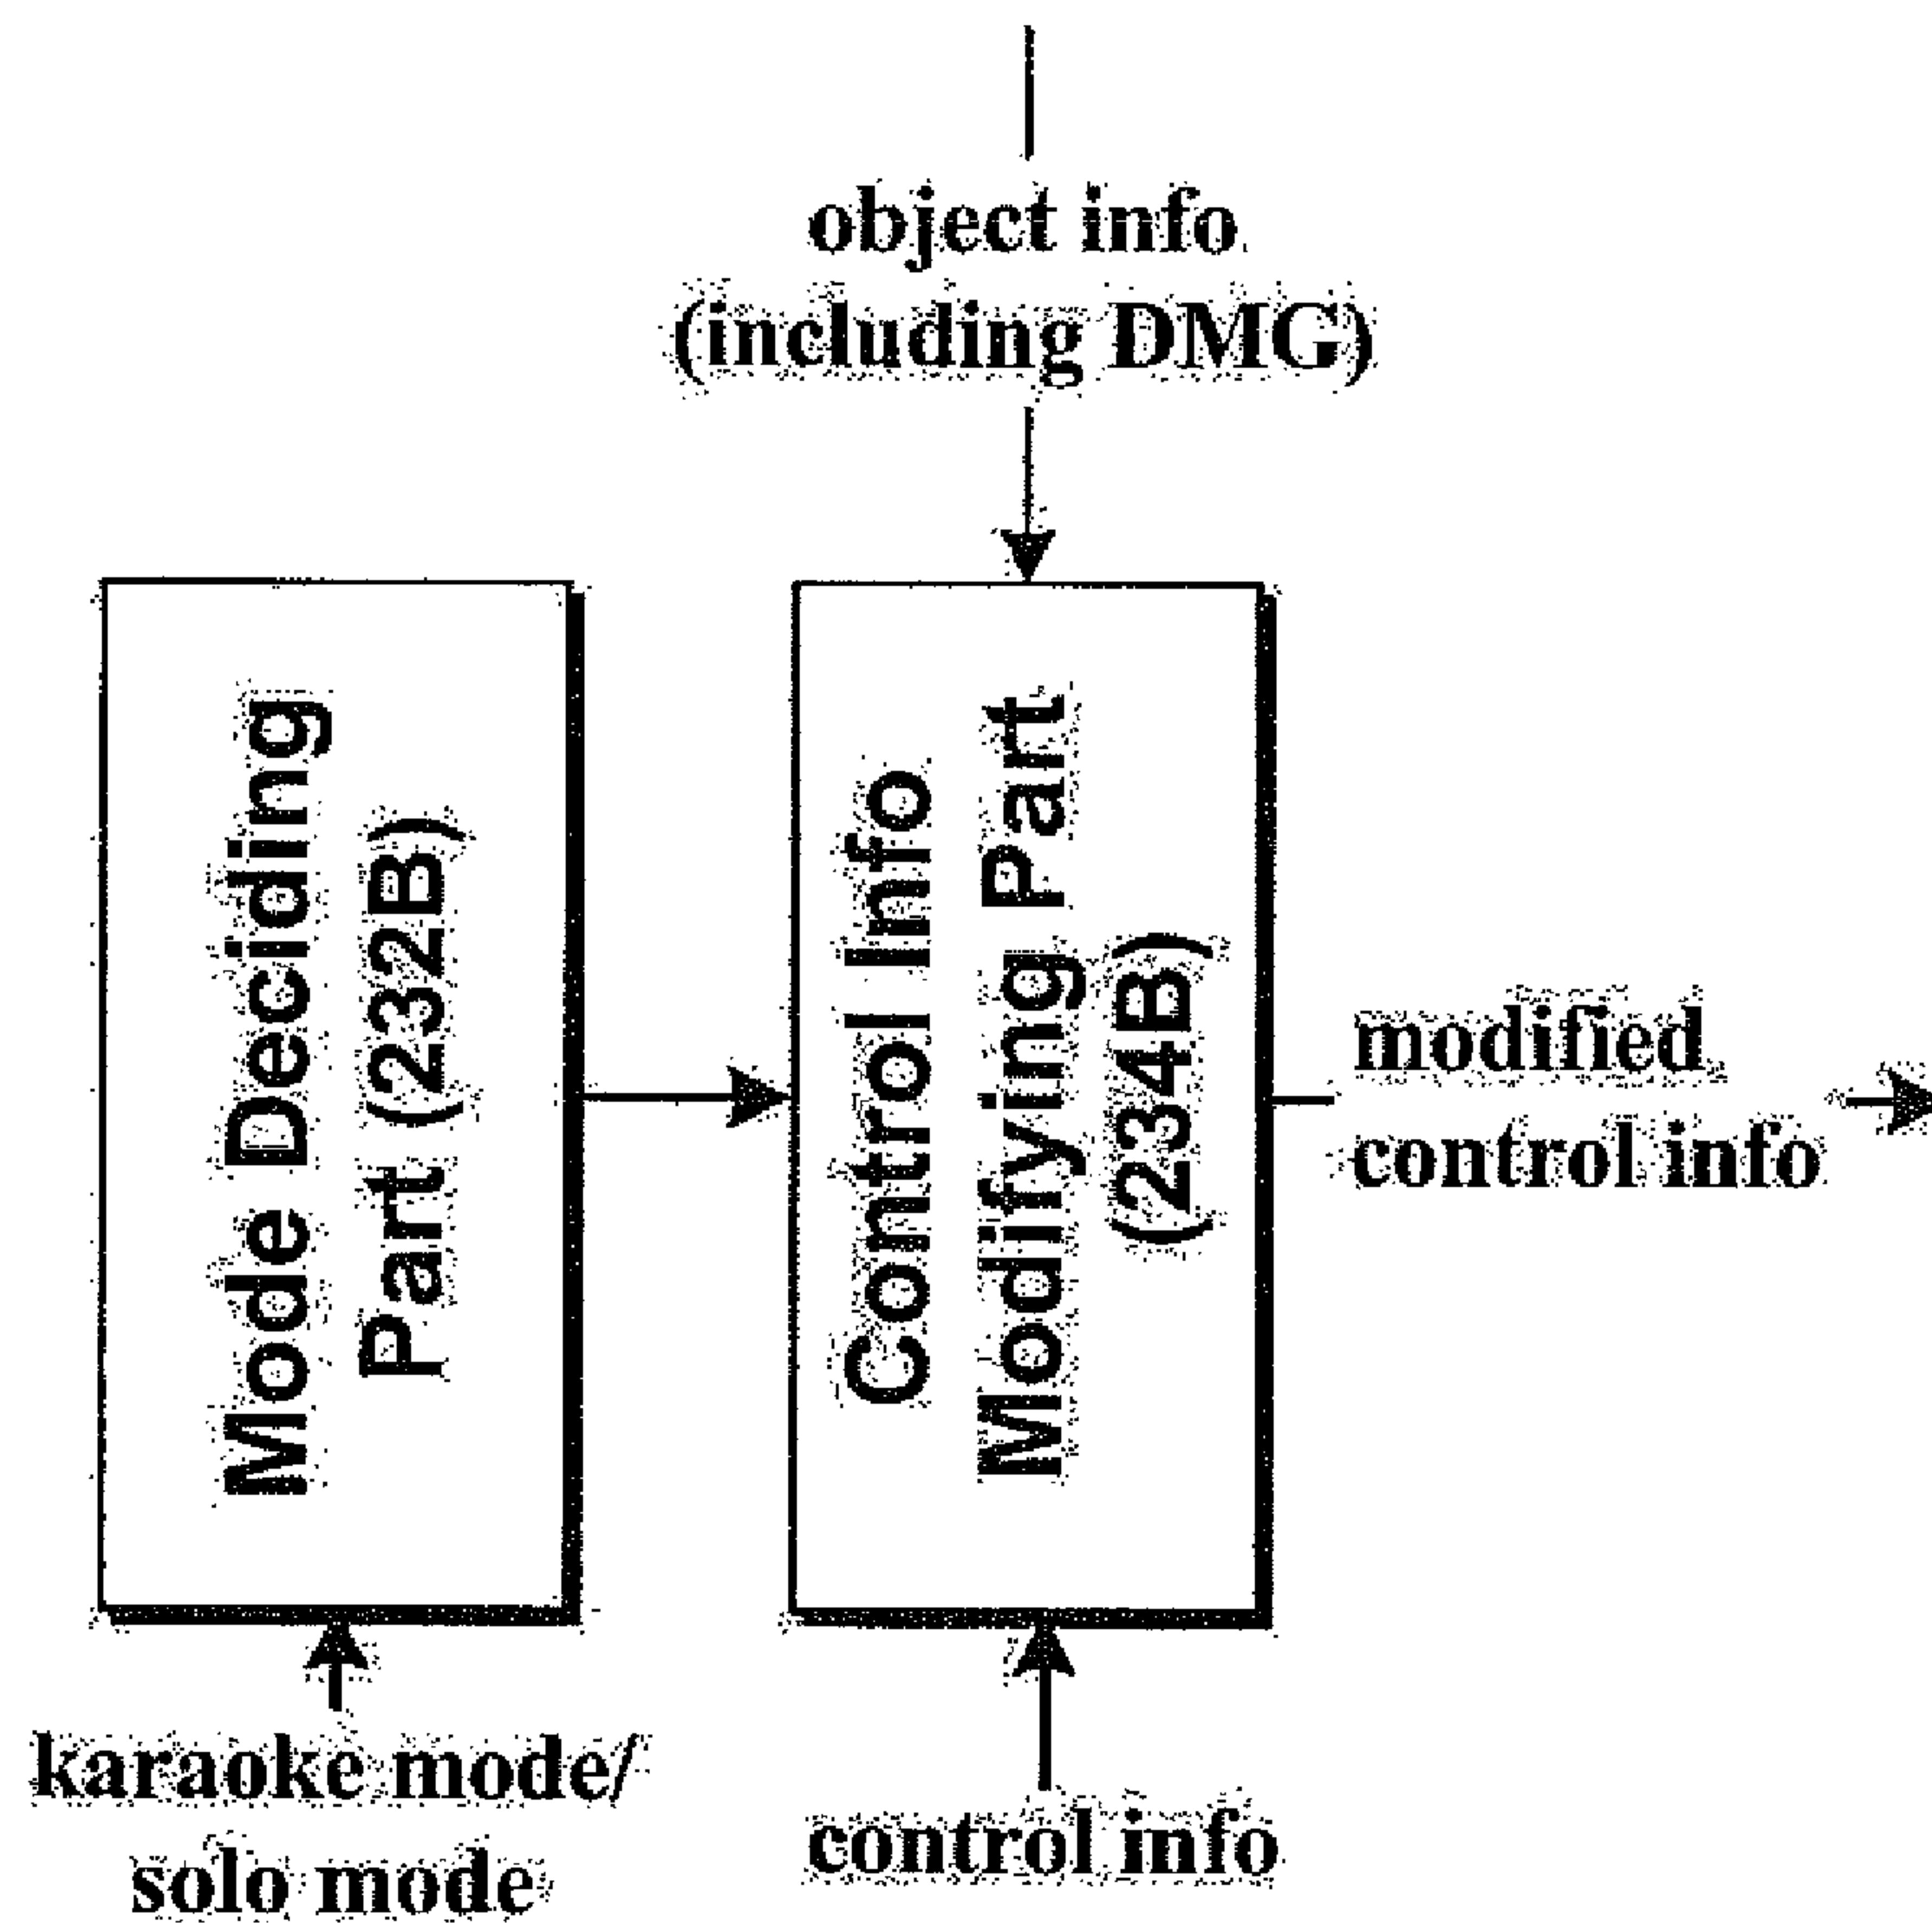 object info
(including DMG)
Mode Deciding
Part (232B)
Control Info
Modifying Part
(234B)
modified
control info
karaoke mode/
solo mode
control info